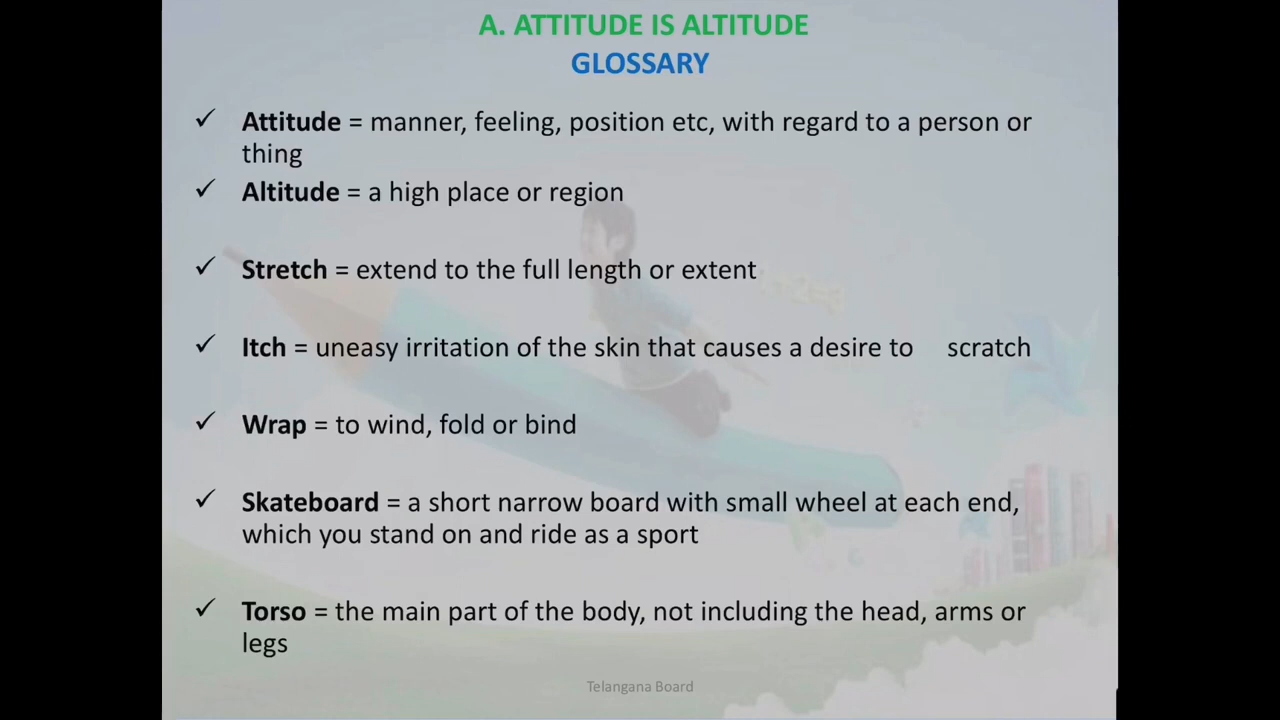 A. ATTITUDE IS ALTITUDE
GLOSSARY
✓ Attitude = manner, feeling, position etc, with regard to a person or
thing
✓ Altitude = a high place or region
✓ Stretch = extend to the full length or extent
✓ Itch = uneasy irritation of the skin that causes a desire to scratch
✓ Wrap = to wind, fold or bind
✓ Skateboard = a short narrow board with small wheel at each end,
which you stand on and ride as a sport
✓ Torso = the main part of the body, not including the head, arms or
legs
Telangana Board